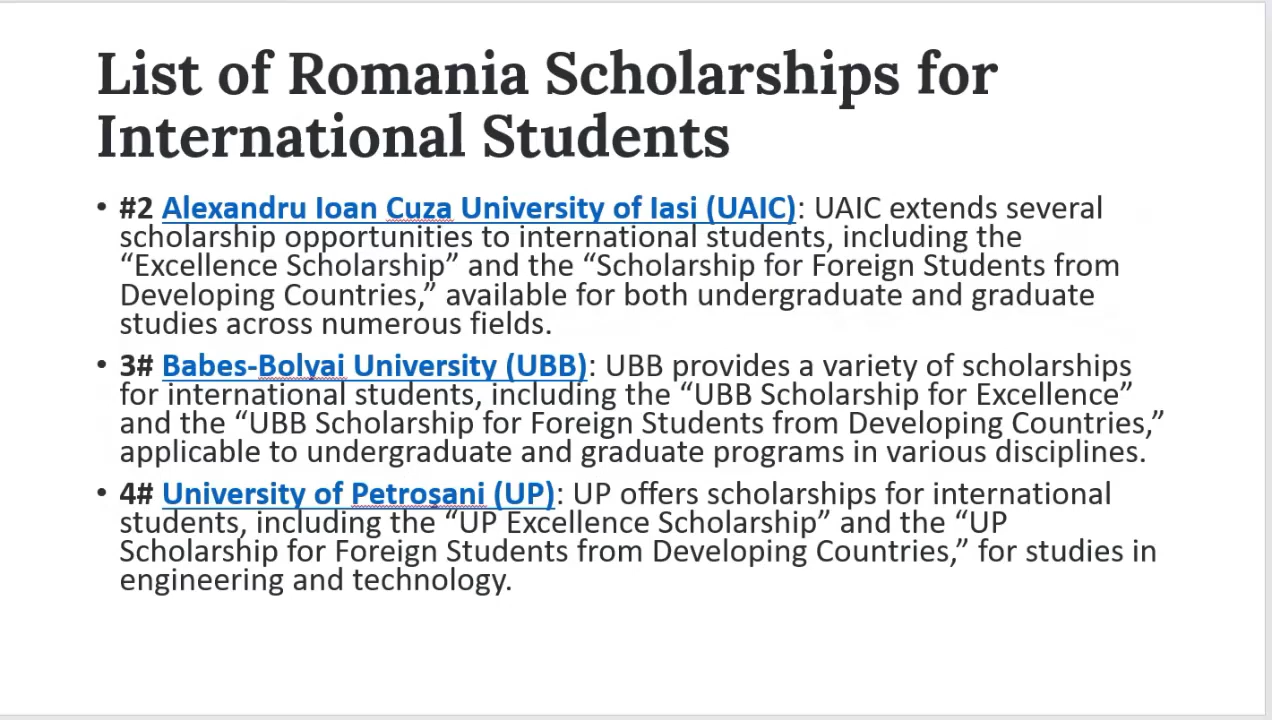 List of Romania Scholarships for
International Students
• #2 Alexandru Ioan Cuza University of Iasi (UAIC): UAIC extends several
scholarship opportunities to international students, including the
“Excellence Scholarship” and the “Scholarship for Foreign Students from
Developing Countries,” available for both undergraduate and graduate
studies across numerous fields.
• 3# Babes-Bolyai University (UBB): UBB provides a variety of scholarships
for international students, including the “UBB Scholarship for Excellence”
and the “UBB Scholarship for Foreign Students from Developing Countries,”
applicable to undergraduate and graduate programs in various disciplines.
• 4# University of Petroşani (UP): UP offers scholarships for international
students, including the “UP Excellence Scholarship” and the “UP
Scholarship for Foreign Students from Developing Countries,” for studies in
engineering and technology.